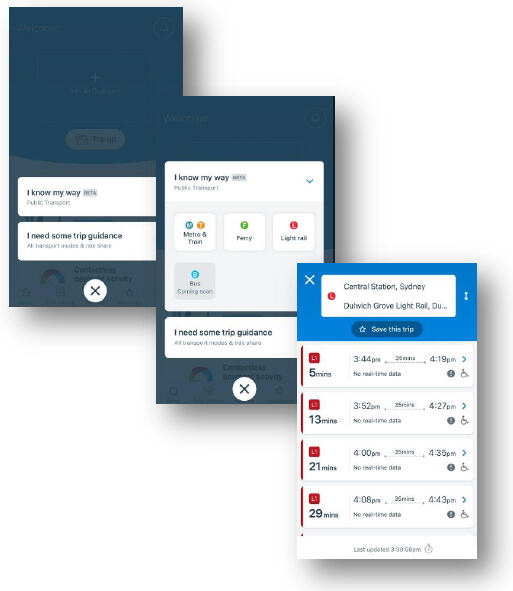 Welcome
Top up
I know my way BETA
Public Transport
I need some trip guidance
All transport modes & ride share
Contactless
Welcome
I know my way BETA
Public Transport
M T
Metro &
Train
F
Ferry
L
Light rail
B
Bus
Coming soon
I need some trip guidance
All transport modes & ride share
Contactless
L
Central Station, Sydney
Dulwich Grove Light Rail, Du...
Save this trip
L1
5mins
3:44pm 35mins 4:19pm
No real-time data
L1
13mins
3:52pm 35mins 4:27pm
No real-time data
L1
21mins
4:00pm 35mins 4:35pm
No real-time data
L1
29mins
4:08pm 35mins 4:43pm
No real-time data
Last updated 3:38:58pm